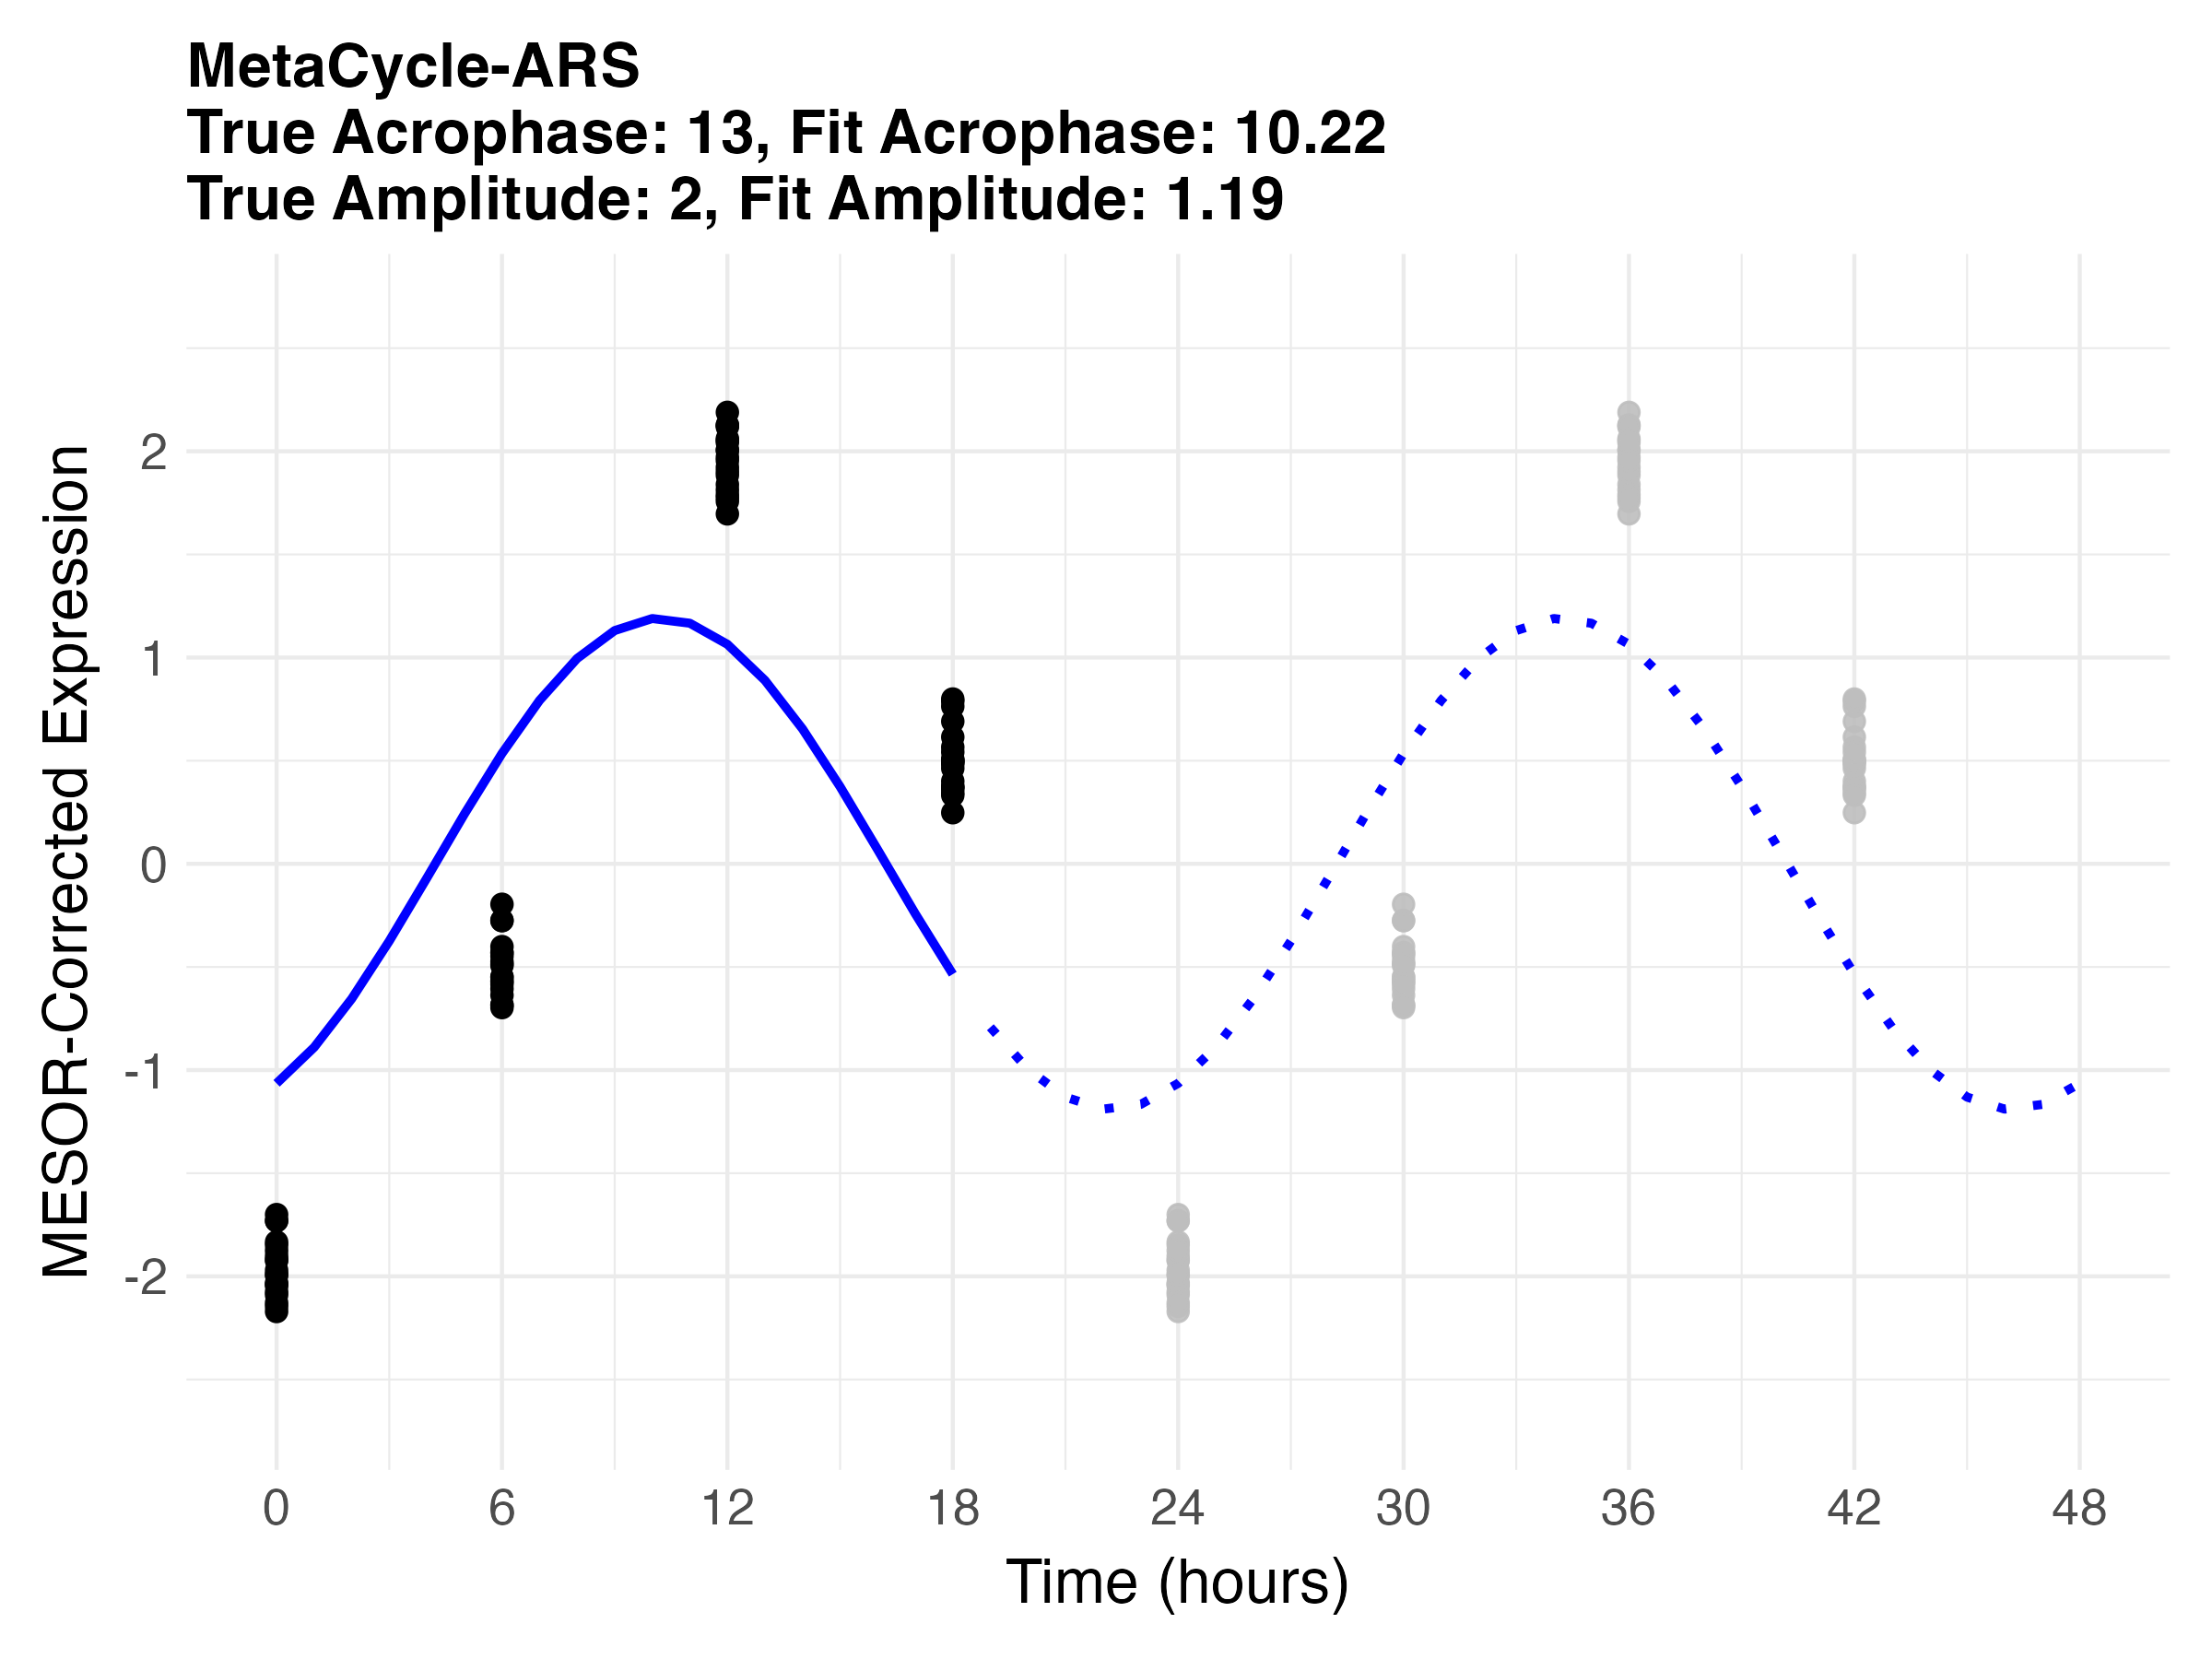 MetaCycle-ARS
True Acrophase: 13, Fit Acrophase: 10.22
True Amplitude: 2, Fit Amplitude: 1.19
MESOR-Corrected Expression
2
1
0
-1
-2
0 6 12 18 24 30 36 42 48
Time (hours)